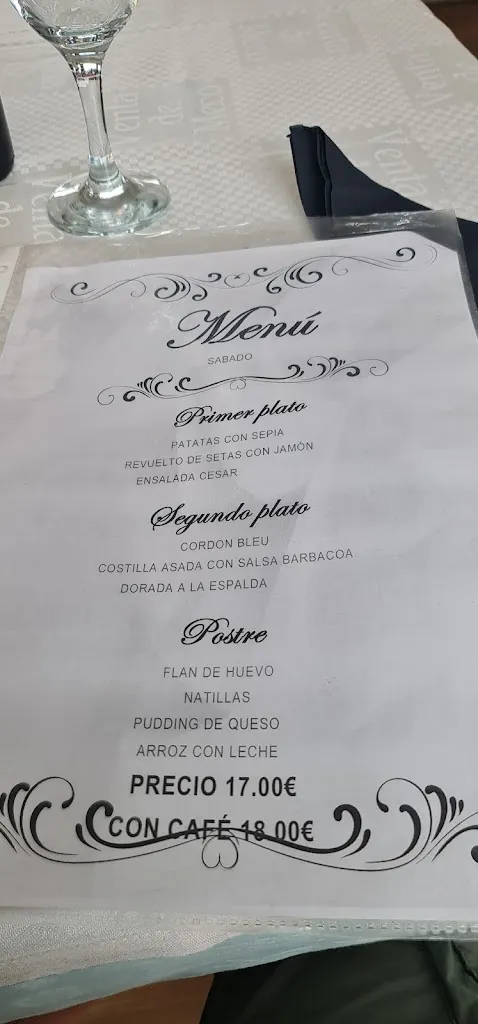 Menú
SABADO
Primer plato
PATATAS CON SEPIA
REVUELTO DE SETAS CON JAMÓN
ENSALADA CESAR
Segundo plato
CORDON BLEU
COSTILLA ASADA CON SALSA BARBACOA
DORADA A LA ESPALDA
Postre
FLAN DE HUEVO
NATILLAS
PUDDING DE QUESO
ARROZ CON LECHE
PRECIO 17.00€
CON CAFÉ 18.00€